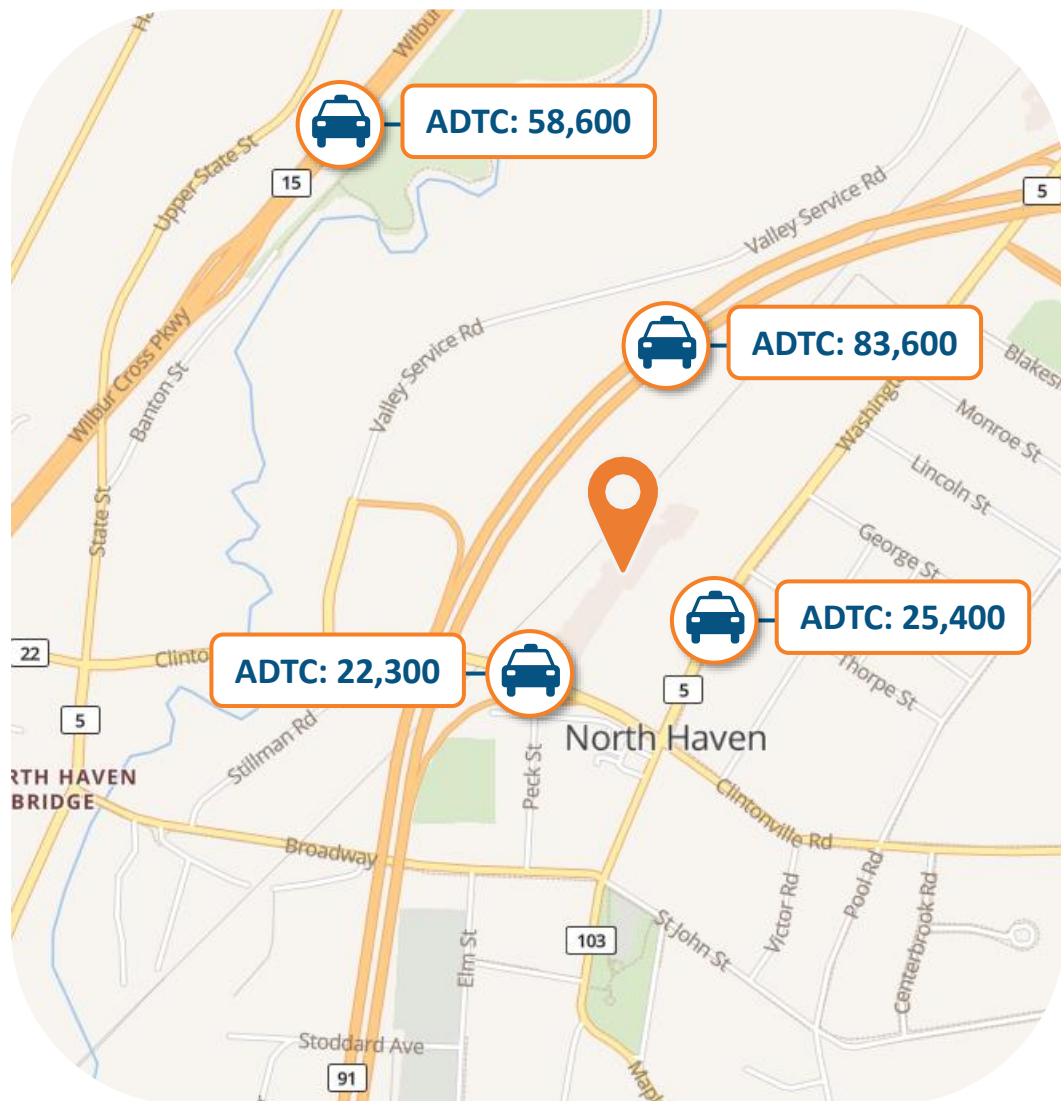 Wilbur
ADTC: 58,600
Upper State St
15
5
Valley Service Rd
Valley Service Rd
Wilbur Cross Pkwy
Banton St
State St
ADTC: 83,600
Washington
Monroe St
Lincoln St
George St
ADTC: 25,400
Thorpe St
22
ADTC: 22,300
5
5
North Haven
Stillman Rd
Peck St
RTH HAVEN
BRIDGE
Clintonville Rd
Broadway
Victor Rd
Pool Rd
Centerbrook Rd
St John St
103
Elm St
Stoddard Ave
91